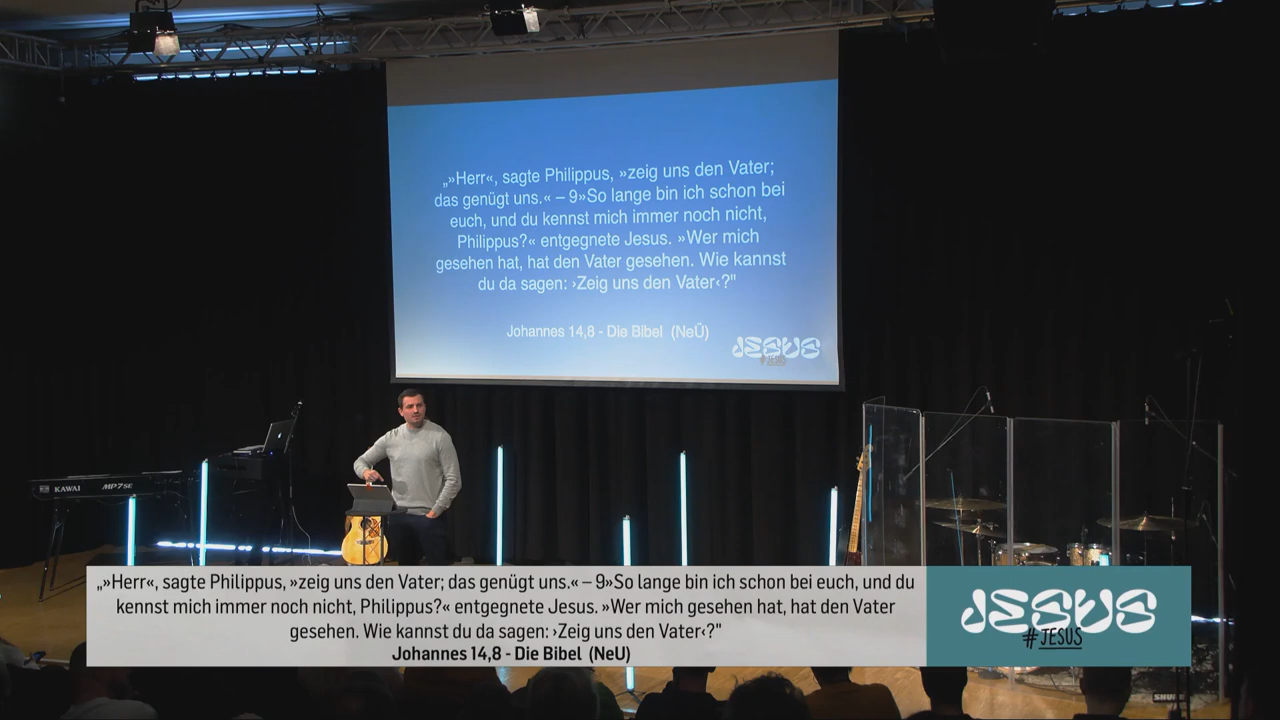 „»Herr«, sagte Philippus, »zeig uns den Vater;
das genügt uns.« – 9»So lange bin ich schon bei
euch, und du kennst mich immer noch nicht,
Philippus?« entgegnete Jesus. »Wer mich
gesehen hat, hat den Vater gesehen. Wie kannst
du da sagen: ›Zeig uns den Vater‹?"
Johannes 14,8 - Die Bibel (NeÜ)
JESUS
KAWAI MP7SE
„»Herr«, sagte Philippus, »zeig uns den Vater; das genügt uns.« – 9»So lange bin ich schon bei euch, und du
kennst mich immer noch nicht, Philippus?« entgegnete Jesus. »Wer mich gesehen hat, hat den Vater
gesehen. Wie kannst du da sagen: ›Zeig uns den Vater‹?"
Johannes 14,8 - Die Bibel (NeU)
JESUS
#JESUS